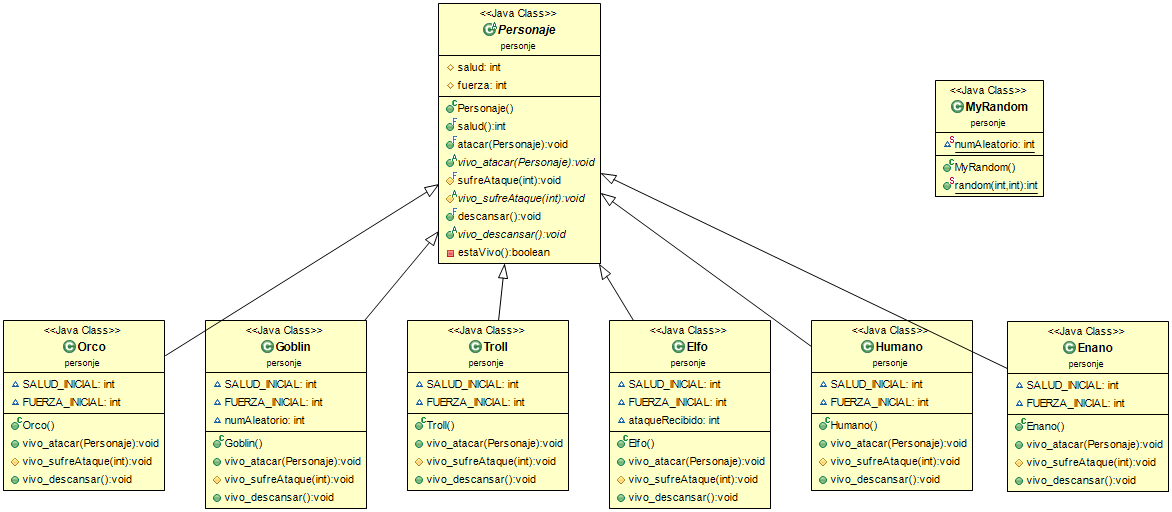 <<Java Class>>
Personaje
personje
salud: int
fuerza: int
Personaje()
salud():int
atacar(Personaje):void
vivo_atacar(Personaje):void
sufreAtaque(int):void
vivo_sufreAtaque(int):void
descansar():void
vivo_descansar():void
estaVivo():boolean
<<Java Class>>
MyRandom
personje
numAleatorio: int
MyRandom()
random(int,int):int
<<Java Class>>
Orco
personje
SALUD_INICIAL: int
FUERZA_INICIAL: int
Orco()
vivo_atacar(Personaje):void
vivo_sufreAtaque(int):void
vivo_descansar():void
<<Java Class>>
Goblin
personje
SALUD_INICIAL: int
FUERZA_INICIAL: int
numAleatorio: int
Goblin()
vivo_atacar(Personaje):void
vivo_sufreAtaque(int):void
vivo_descansar():void
<<Java Class>>
Troll
personje
SALUD_INICIAL: int
FUERZA_INICIAL: int
Troll()
vivo_atacar(Personaje):void
vivo_sufreAtaque(int):void
vivo_descansar():void
<<Java Class>>
Elfo
personje
SALUD_INICIAL: int
FUERZA_INICIAL: int
ataqueRecibido: int
Elfo()
vivo_atacar(Personaje):void
vivo_sufreAtaque(int):void
vivo_descansar():void
<<Java Class>>
Humano
personje
SALUD_INICIAL: int
FUERZA_INICIAL: int
Humano()
vivo_atacar(Personaje):void
vivo_sufreAtaque(int):void
vivo_descansar():void
<<Java Class>>
Enano
personje
SALUD_INICIAL: int
FUERZA_INICIAL: int
Enano()
vivo_atacar(Personaje):void
vivo_sufreAtaque(int):void
vivo_descansar():void